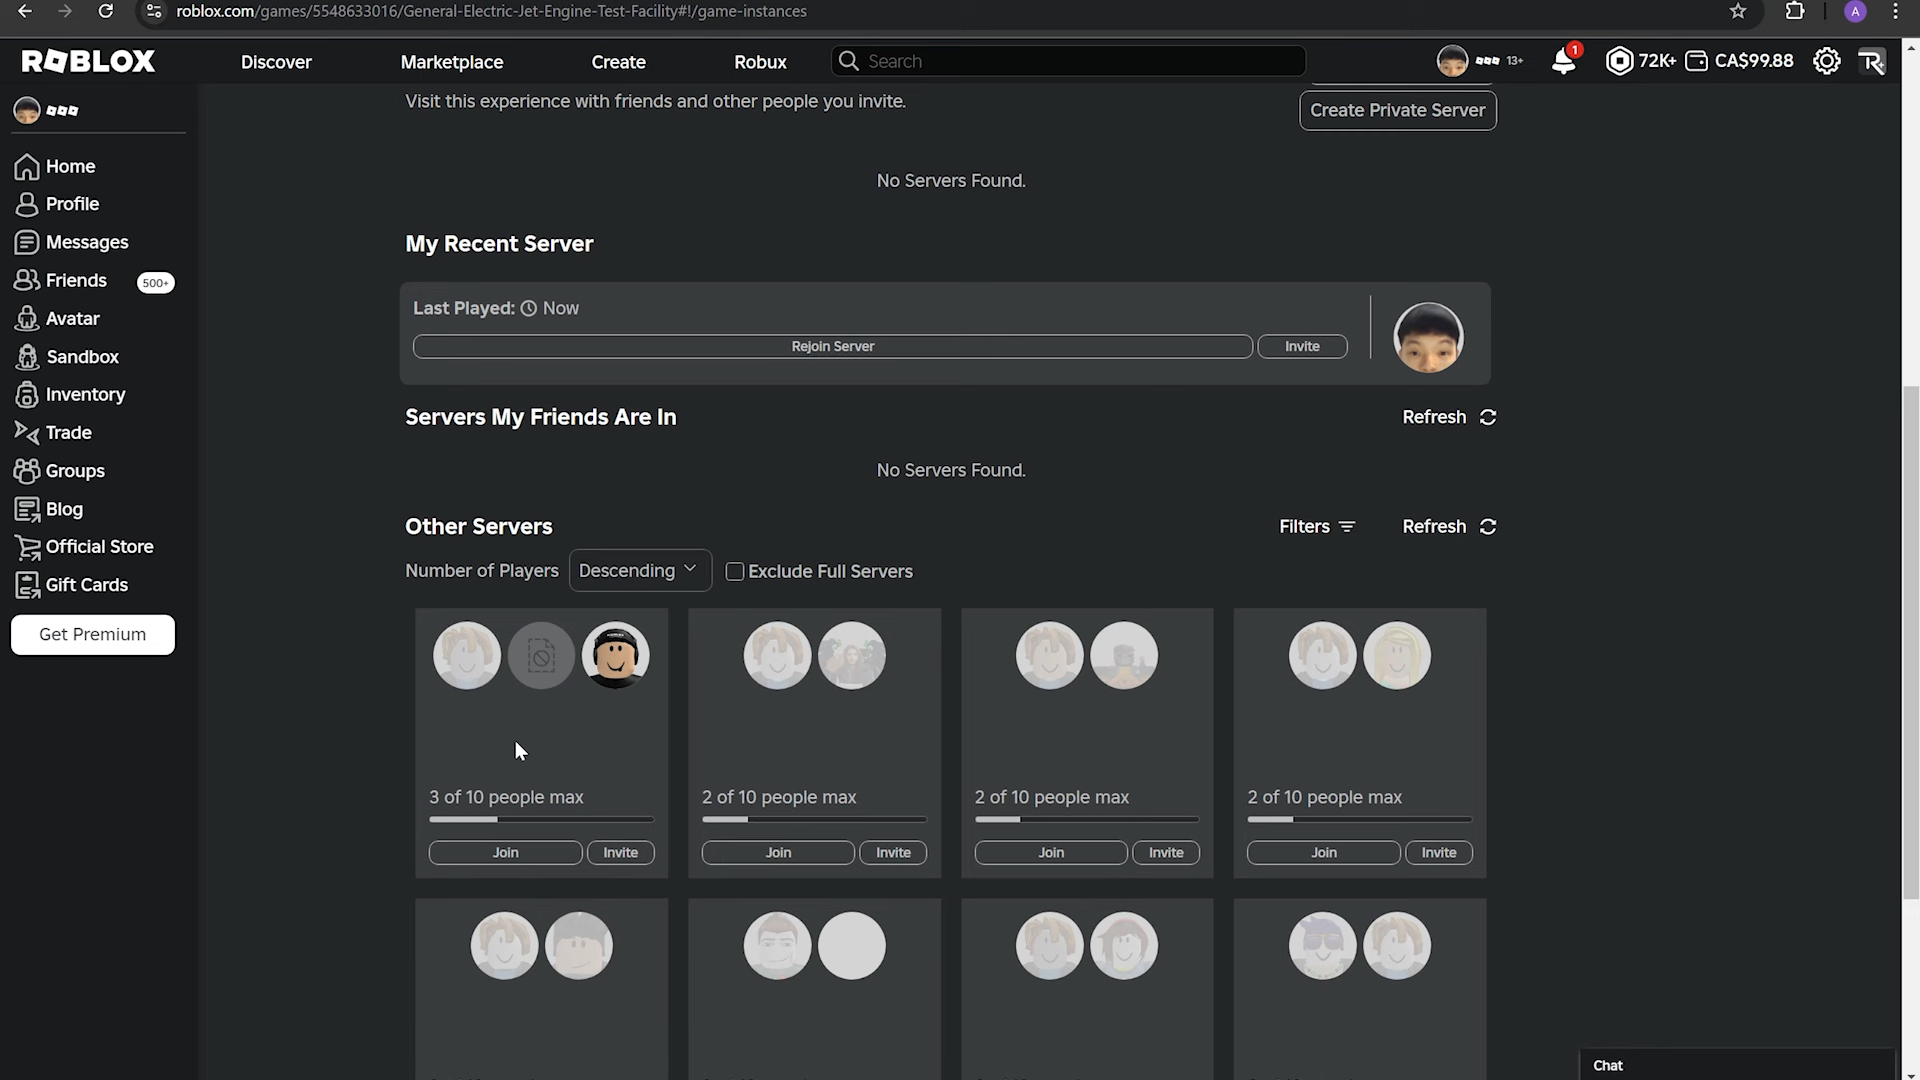 roblox.com/games/5548633016/General-Electric-Jet-Engine-Test-Facility#!/game-instances
A
ROBLOX
Discover
Marketplace
Create
Robux
Search
13+
1
72K+
CA$99.88
Home
Profile
Messages
Friends
500+
Avatar
Sandbox
Inventory
Trade
Groups
Blog
Official Store
Gift Cards
Get Premium
Visit this experience with friends and other people you invite.
Create Private Server
No Servers Found.
My Recent Server
Last Played: Now
Rejoin Server
Invite
Servers My Friends Are In
Refresh
No Servers Found.
Other Servers
Filters
Refresh
Number of Players
Descending
Exclude Full Servers
3 of 10 people max
Join
Invite
2 of 10 people max
Join
Invite
2 of 10 people max
Join
Invite
2 of 10 people max
Join
Invite
Chat